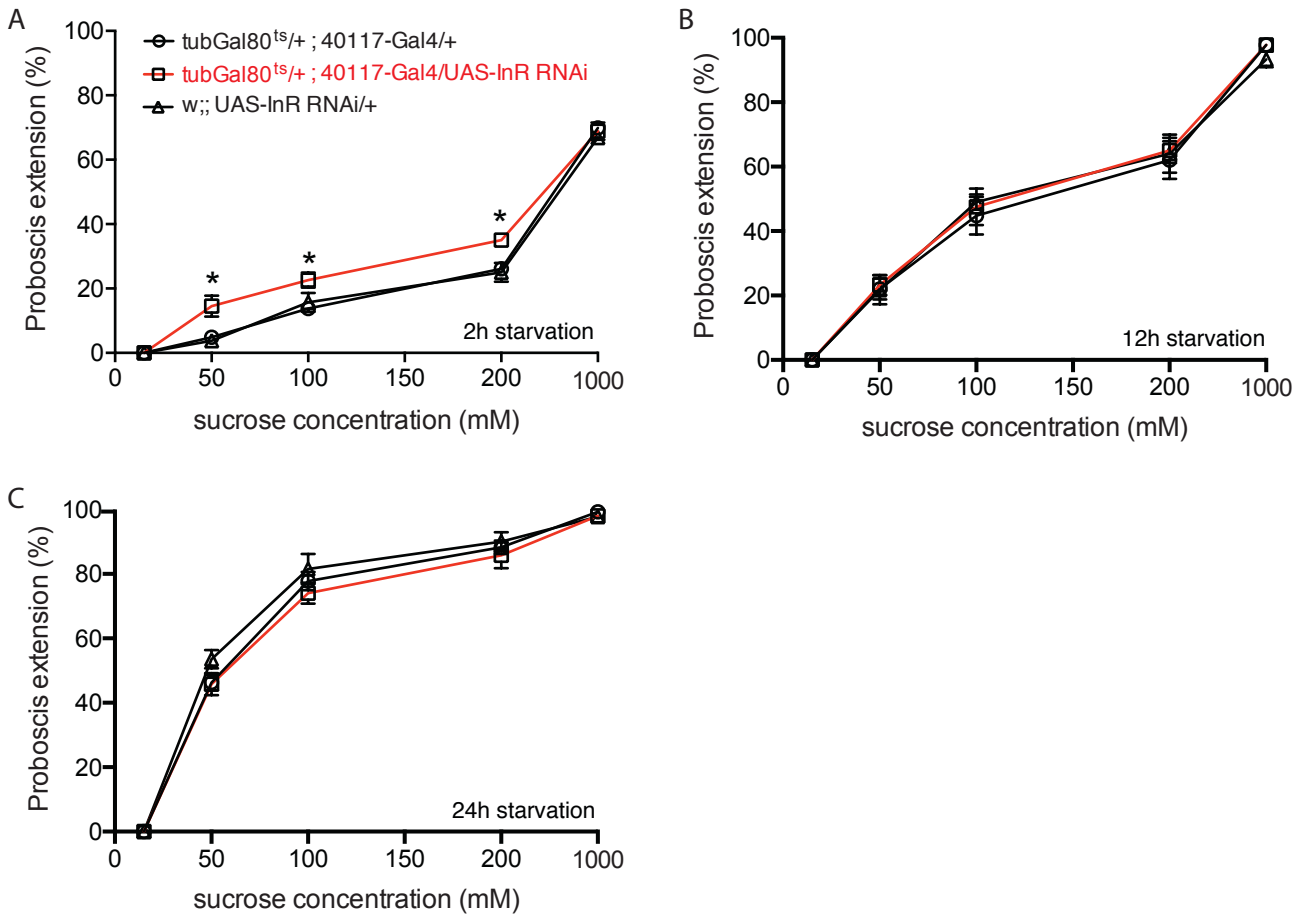 A
Proboscis extension (%)
100
80
60
40
20
0
tubGal80ts/+ ; 40117-Gal4/+
tubGal80ts/+ ; 40117-Gal4/UAS-InR RNAi
w;; UAS-InR RNAi/+
*
*
*
2h starvation
0 50 100 150 200 1000
sucrose concentration (mM)
B
Proboscis extension (%)
100
80
60
40
20
0
12h starvation
0 50 100 150 200 1000
sucrose concentration (mM)
C
Proboscis extension (%)
100
80
60
40
20
0
24h starvation
0 50 100 150 200 1000
sucrose concentration (mM)